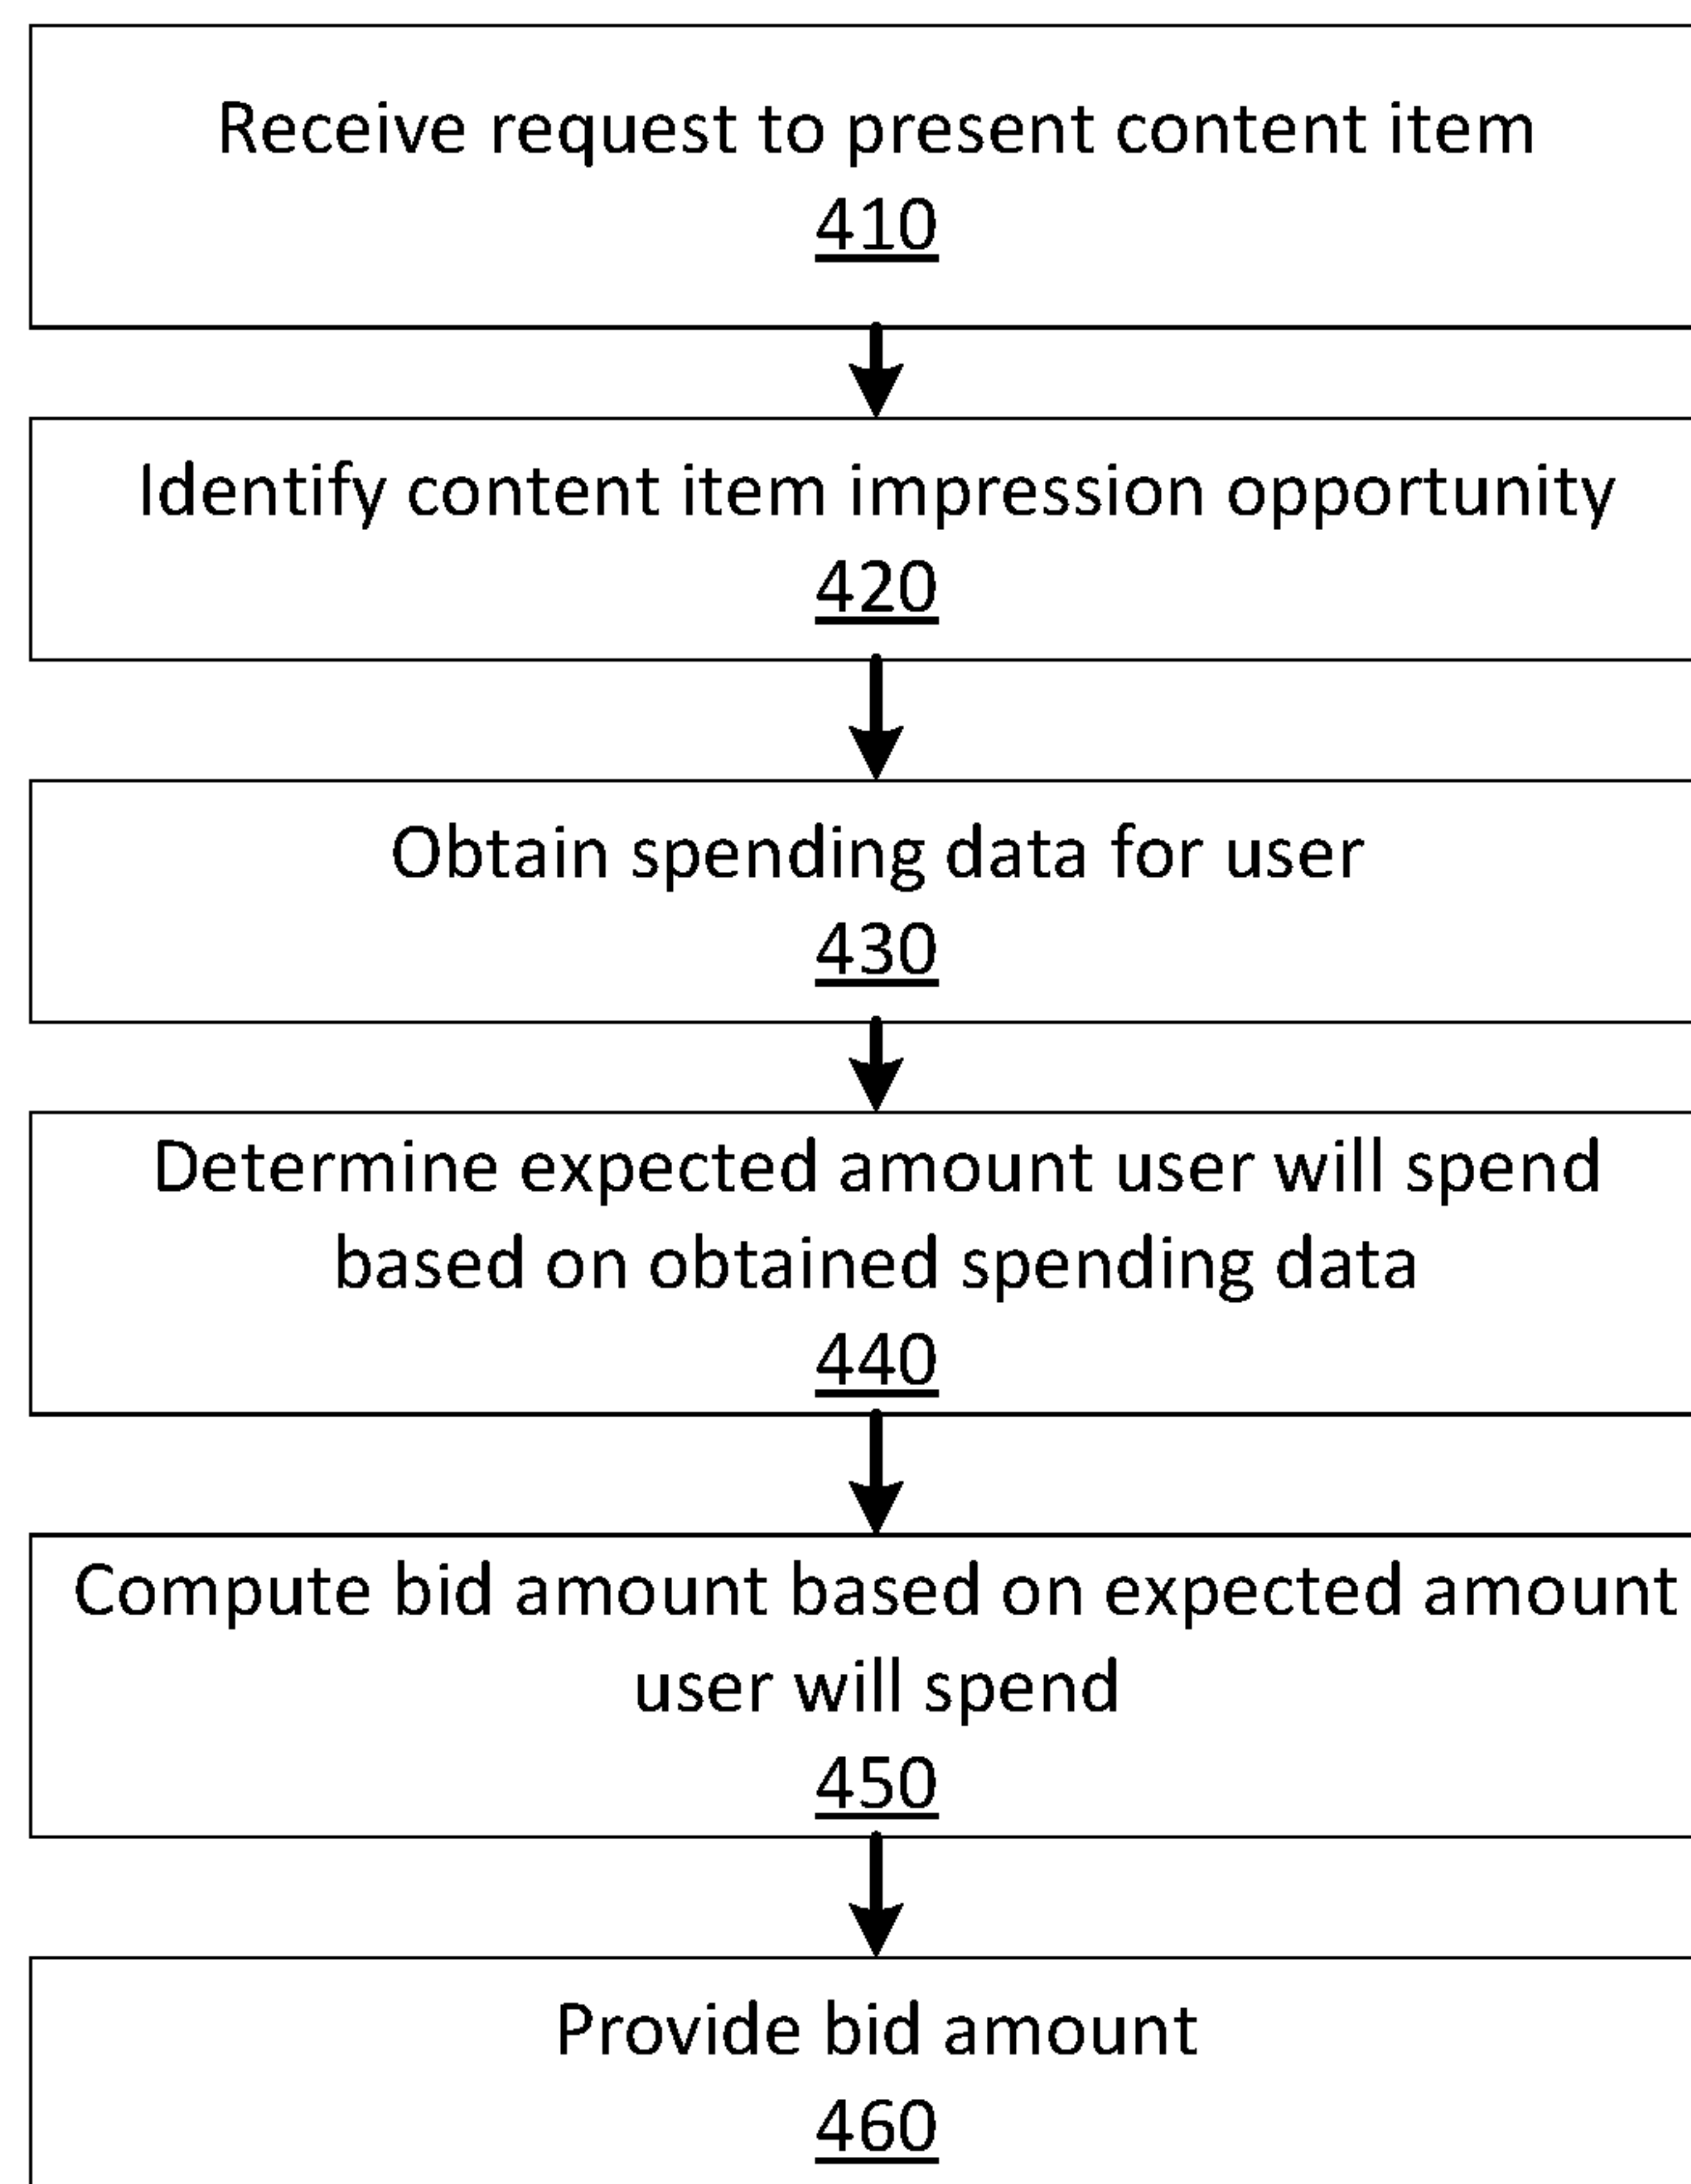 Receive request to present content item
410
Identify content item impression opportunity
420
Obtain spending data for user
430
Determine expected amount user will spend
based on obtained spending data
440
Compute bid amount based on expected amount
user will spend
450
Provide bid amount
460